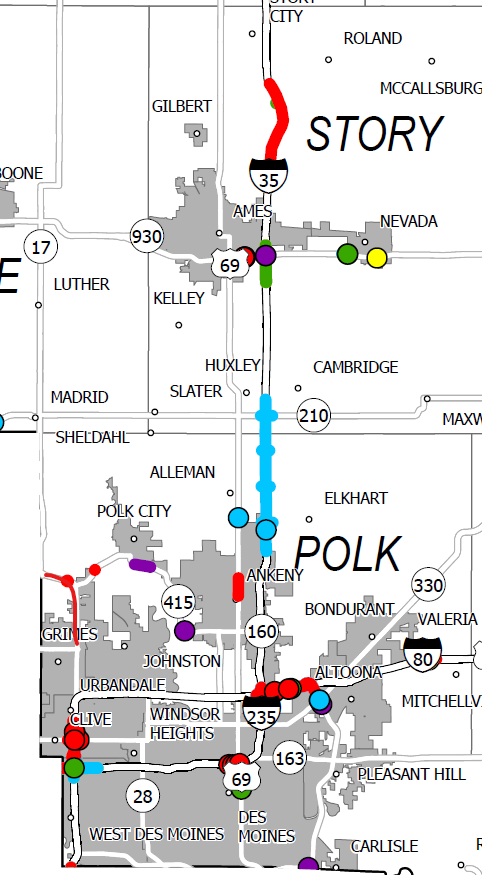 STORY
CITY
ROLAND
MCCALLSBURG
GILBERT
STORY
35
BOONE
AMES
NEVADA
930
17
69
E
LUTHER
KELLEY
HUXLEY
CAMBRIDGE
SLATER
MADRID
210
MAXW
SHELDAHL
ALLEMAN
ELKHART
POLK CITY
POLK
ANKENY
330
415
BONDURANT
VALERIA
GRIMES
160
80
JOHNSTON
ALTOONA
URBANDALE
MITCHELLVI
235
CLIVE
WINDSOR
HEIGHTS
163
69
PLEASANT HILL
28
DES
MOINES
WEST DES MOINES
CARLISLE
R